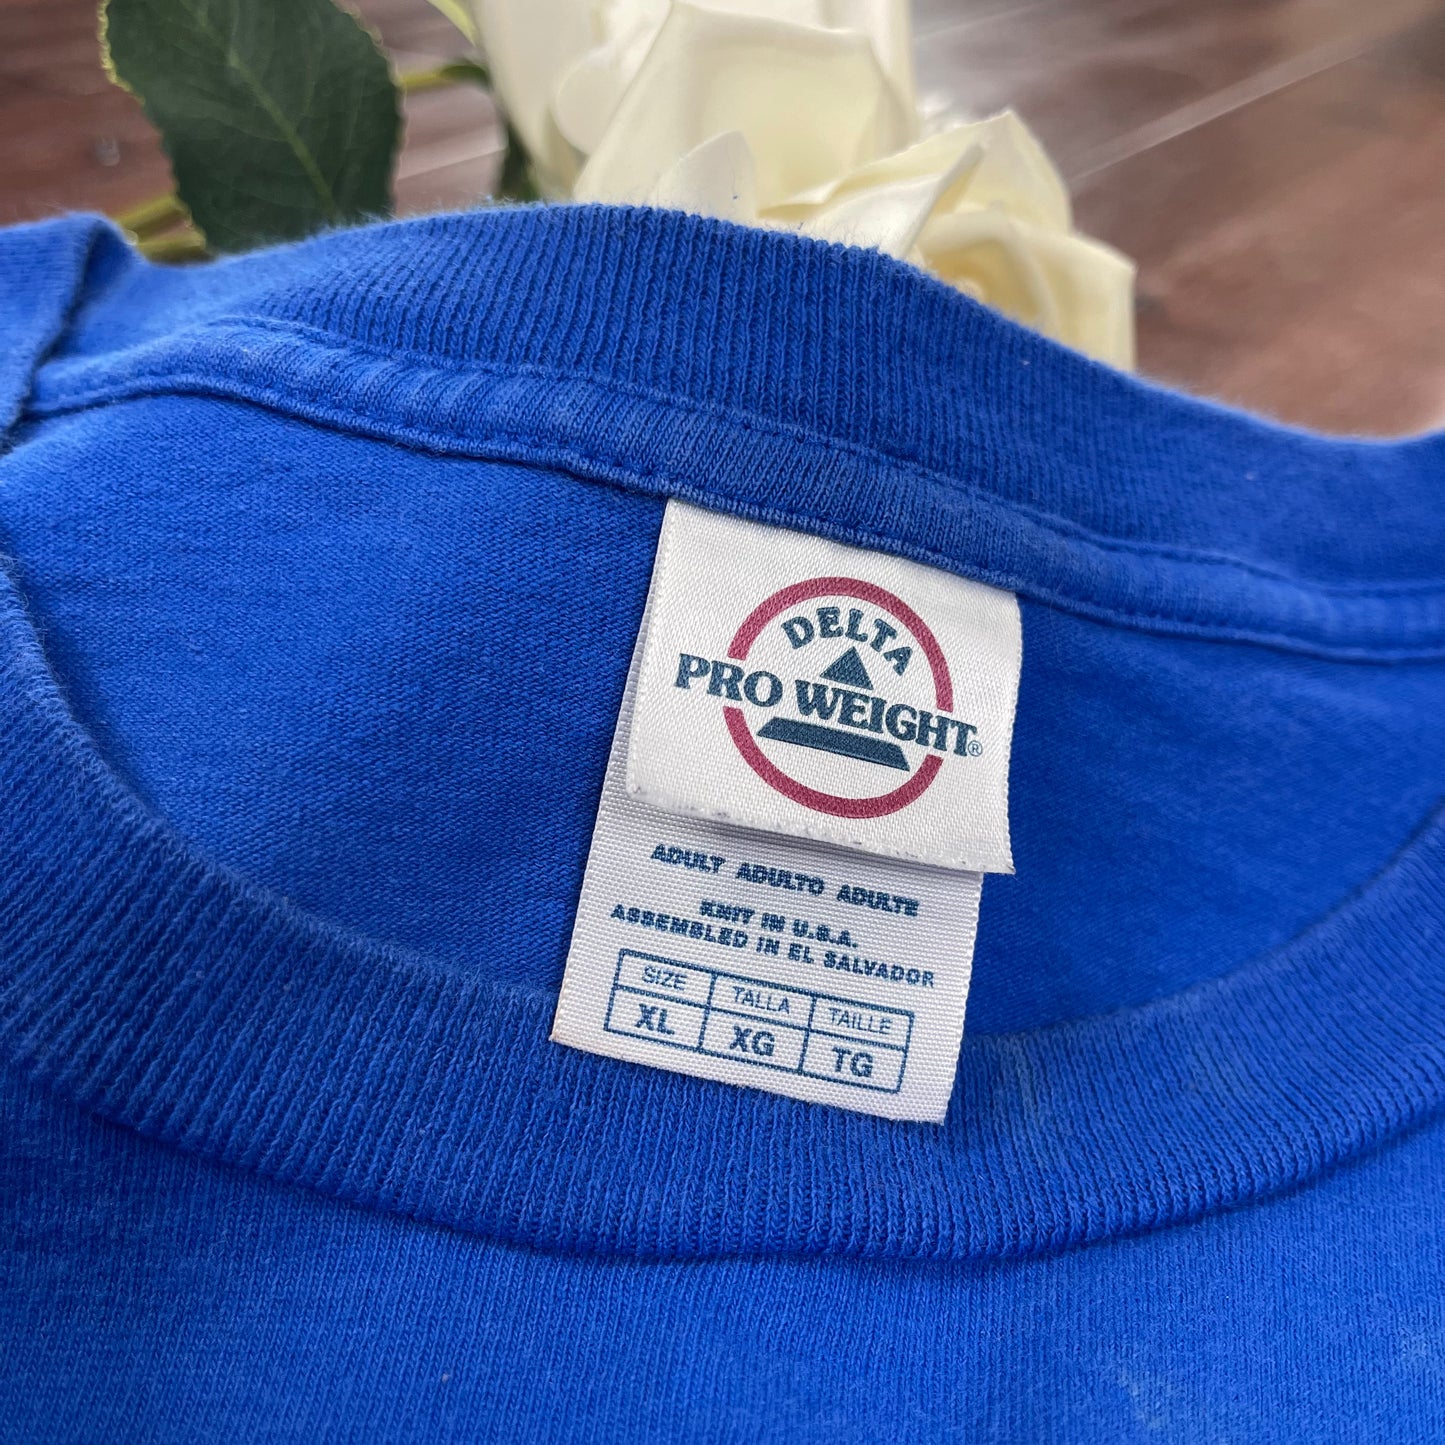 DELTA
PRO WEIGHT®
ADULT ADULTO ADULTE
KNIT IN U.S.A.
ASSEMBLED IN EL SALVADOR
SIZE TALLA TAILLE
XL XG TG